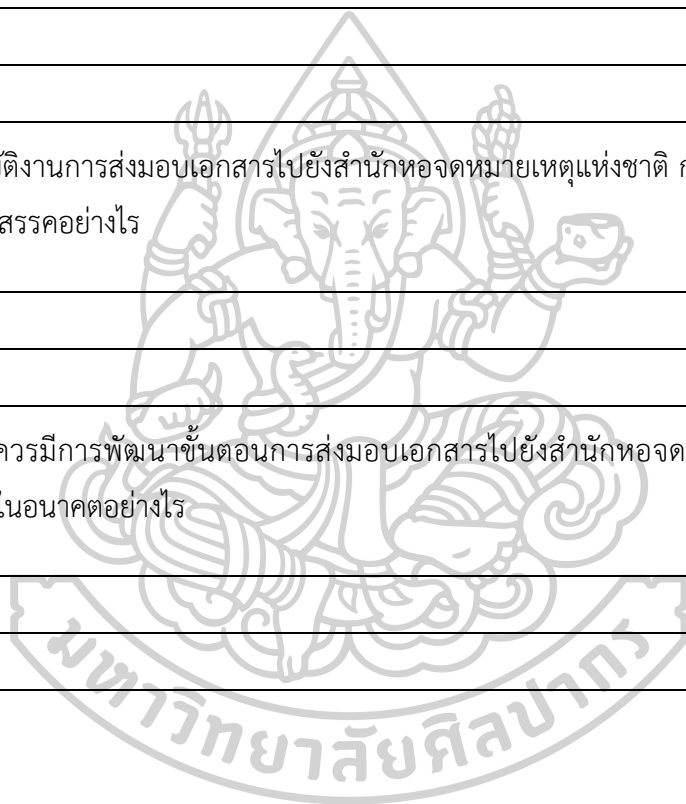 ัติงานการส่งมอบเอกสารไปยังสำนักหอจดหมายเหตุแห่งชาติ
สรรคอย่างไร
ควรมีการพัฒนาขั้นตอนการส่งมอบเอกสารไปยังสำนักหอจด
ในอนาคตอย่างไร
มหาวิทยาลัยศิลปากร